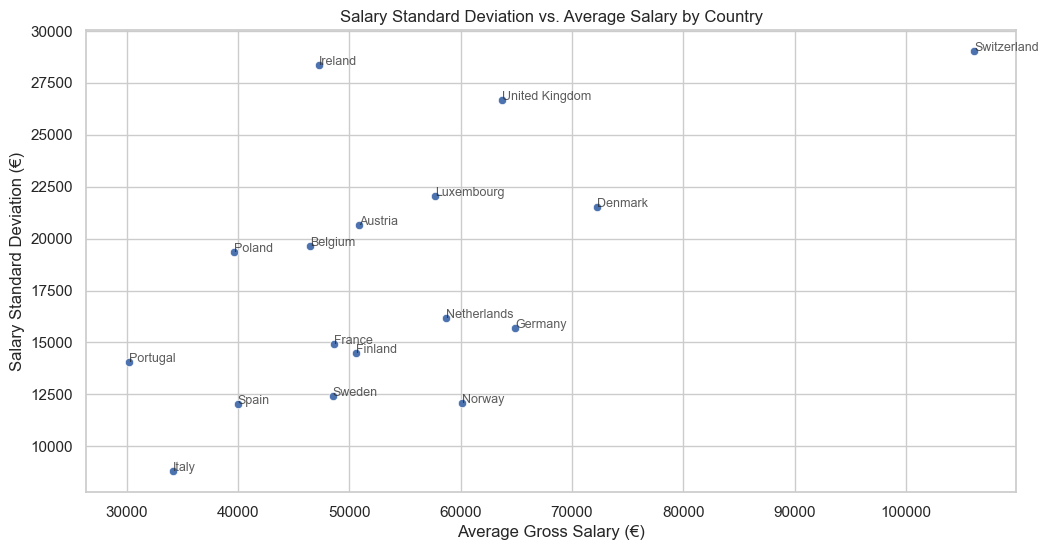 Salary Standard Deviation vs. Average Salary by Country
Salary Standard Deviation (€)
30000
27500
25000
22500
20000
17500
15000
12500
10000
Switzerland
Ireland
United Kingdom
Luxembourg
Denmark
Austria
Belgium
Poland
Netherlands
Germany
France
Finland
Portugal
Sweden
Spain
Norway
Italy
30000 40000 50000 60000 70000 80000 90000 100000
Average Gross Salary (€)